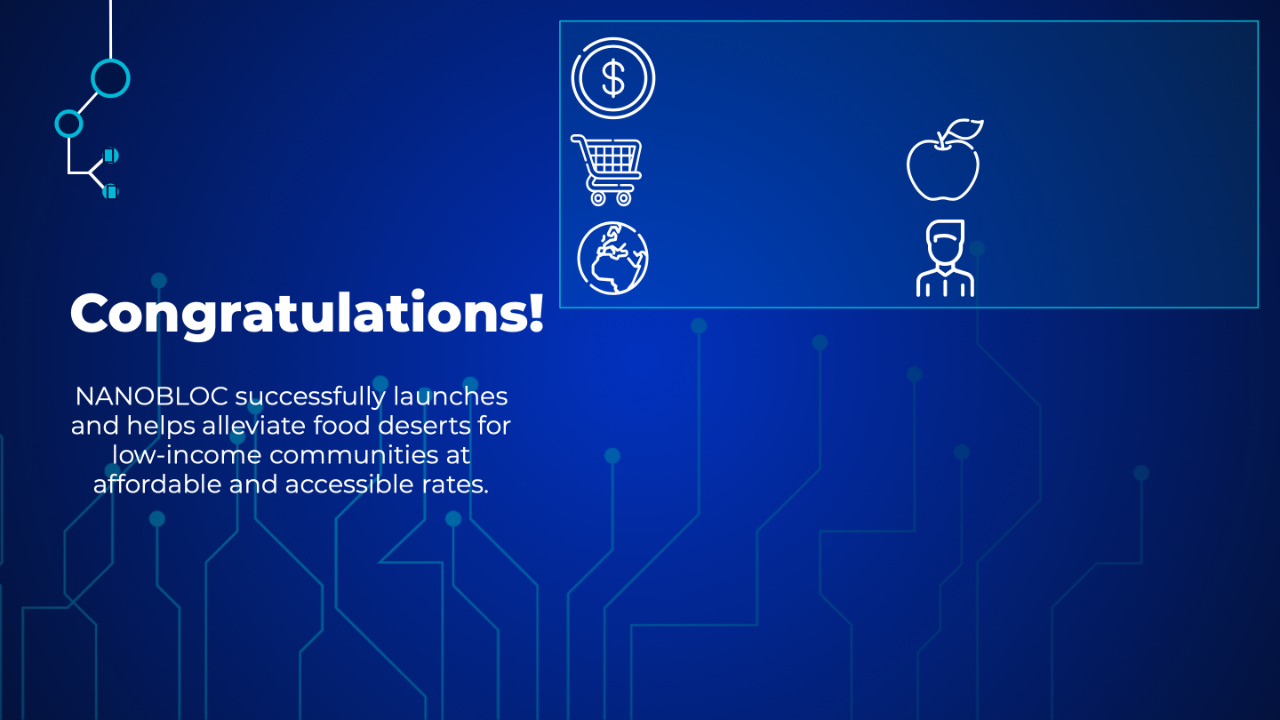 Congratulations!
NANOBLOC successfully launches
and helps alleviate food deserts for
low-income communities at
affordable and accessible rates.
$